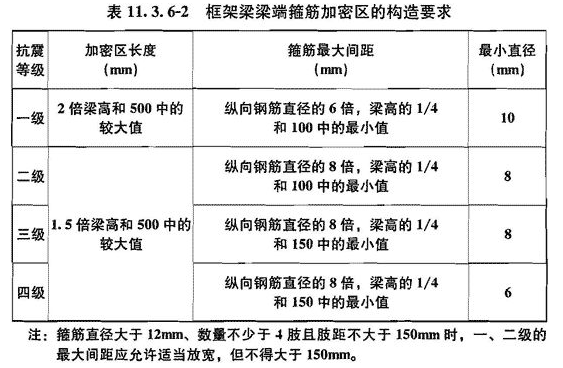 表 11.3.6-2 框架梁梁端箍筋加密区的构造要求
抗震等级 加密区长度(mm) 箍筋最大间距(mm) 最小直径(mm)
一级 2 倍梁高和 500 中的较大值 纵向钢筋直径的 6 倍，梁高的 1/4 和 100 中的最小值 10
二级 1.5 倍梁高和 500 中的较大值 纵向钢筋直径的 8 倍，梁高的 1/4 和 100 中的最小值 8
三级 纵向钢筋直径的 8 倍，梁高的 1/4 和 150 中的最小值 8
四级 纵向钢筋直径的 8 倍，梁高的 1/4 和 150 中的最小值 6
注：箍筋直径大于 12mm、数量不少于 4 肢且肢距不大于 150mm 时，一、二级的
最大间距应允许适当放宽，但不得大于 150mm。